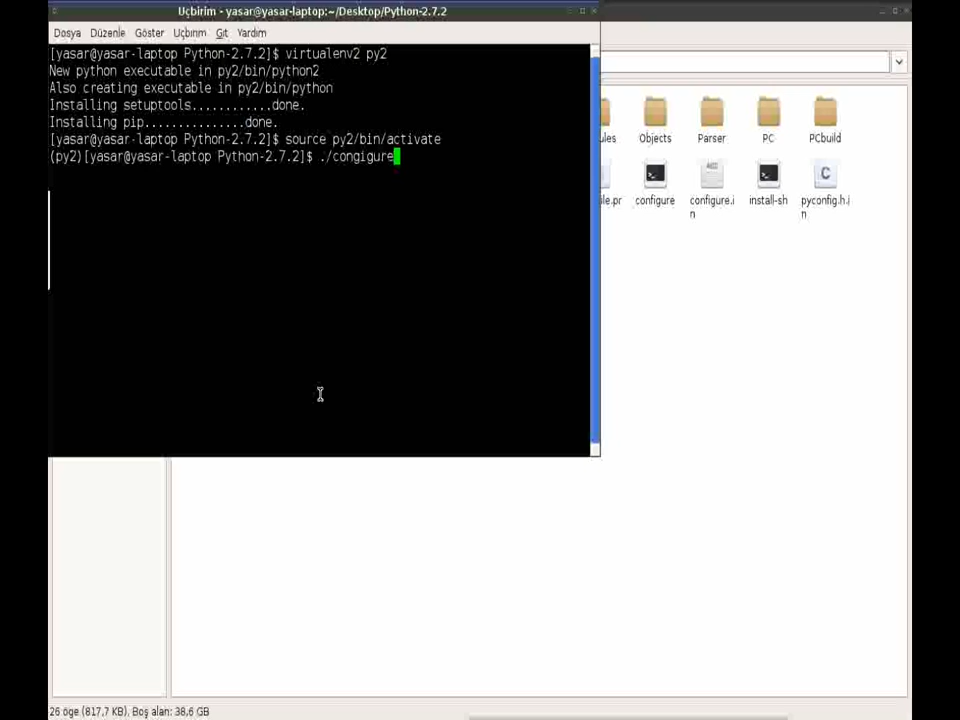 Uçbirim - yasar@yasar-laptop:~/Desktop/Python-2.7.2
Dosya Düzenle Göster Uçbirim Git Yardım
[yasar@yasar-laptop Python-2.7.2]$ virtualenv2 py2
New python executable in py2/bin/python2
Also creating executable in py2/bin/python
Installing setuptools............done.
Installing pip...............done.
[yasar@yasar-laptop Python-2.7.2]$ source py2/bin/activate
(py2)[yasar@yasar-laptop Python-2.7.2]$ ./congigure
ules Objects Parser PC PCbuild
ile.pr configure configure.i install-sh pyconfig.h.i
n n
C
26 öge (817,7 KB), Boş alan: 38,6 GB